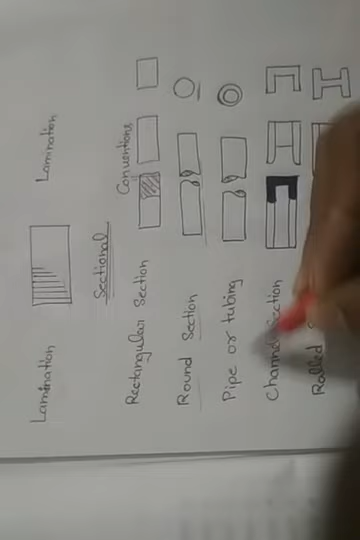 Lamination Lamination
Sectional Conventions
Rectangular Section
Round Section
Pipe or tubing
Channel Section
Rolled